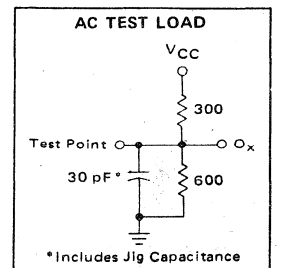 AC TEST LOAD
VCC
300
Test Point
Ox
30 pF*
600
*Includes Jig Capacitance